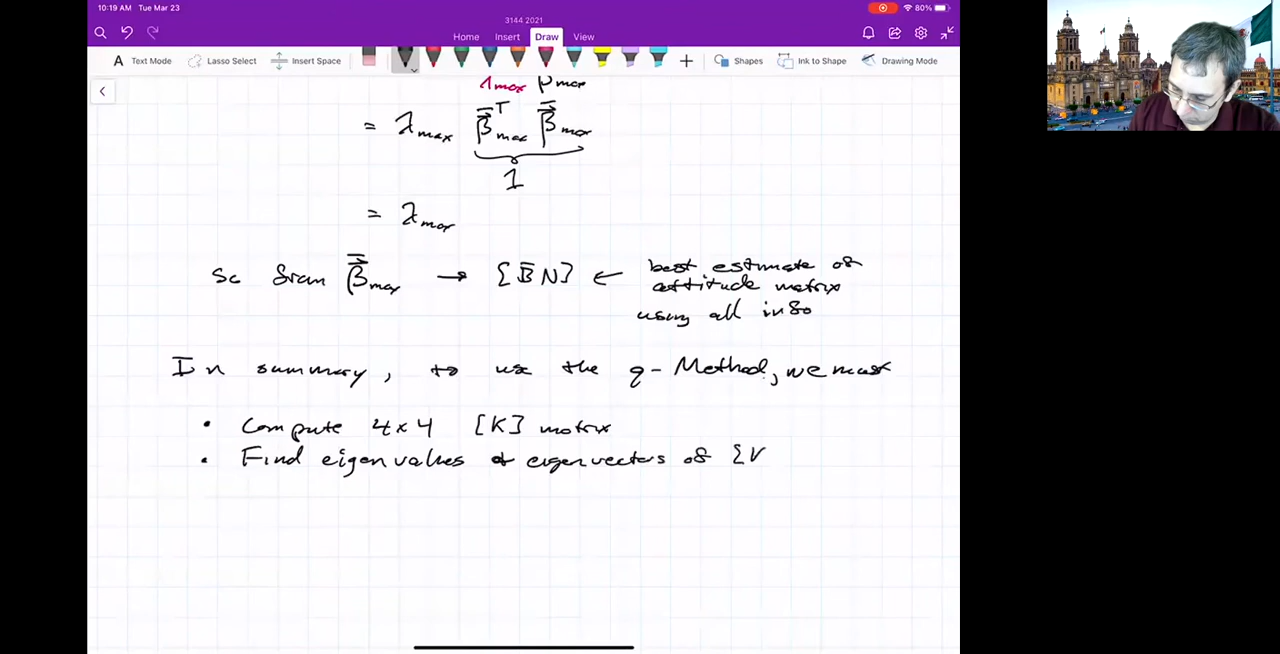 10:19 AM Tue Mar 23
80%
3144 2021
Home Insert Draw View
A Text Mode Lasso Select Insert Space Shapes Ink to Shape Drawing Mode
λmax βmax
= λmax β̄ᵀmax β̄max
1
= λmax
So from β̄max → [B̄N] ← best estimate of
attitude matrix
using all info
In summary, to use the q-Method, we must
• Compute 4x4 [K] matrix
• Find eigenvalues & eigenvectors of [V